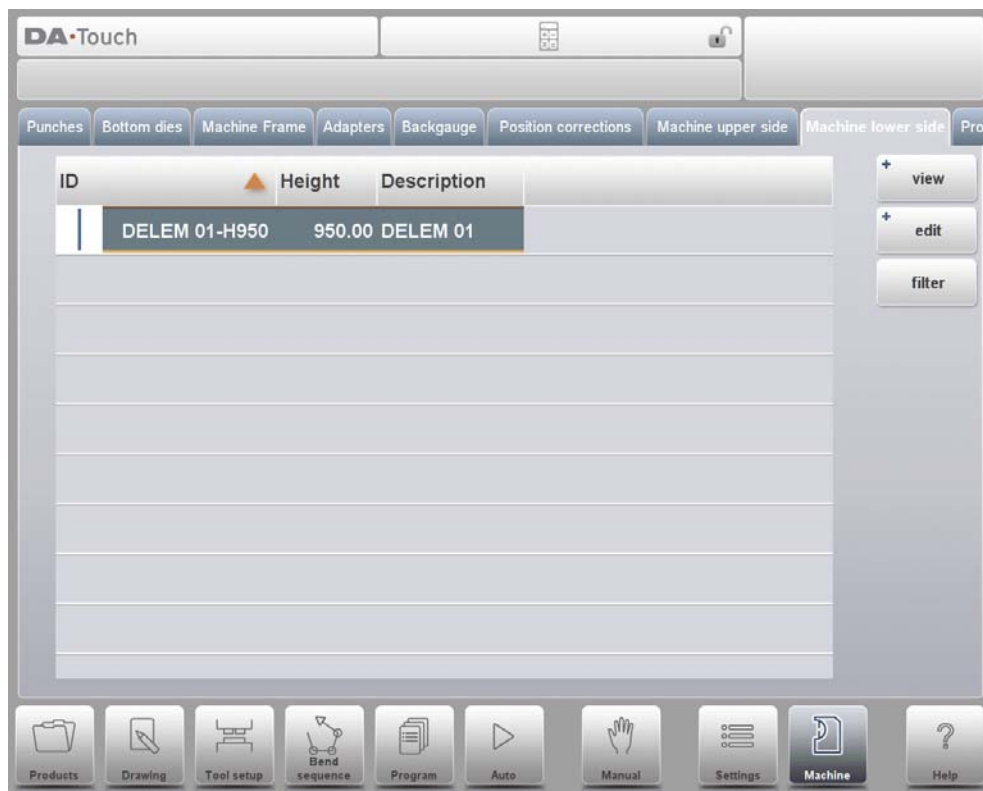 DA·Touch
Punches Bottom dies Machine Frame Adapters Backgauge Position corrections Machine upper side Machine lower side Pro
ID Height Description
DELEM 01-H950 950.00 DELEM 01
+ view
+ edit
filter
Products Drawing Tool setup Bend sequence Program Auto Manual Settings Machine Help